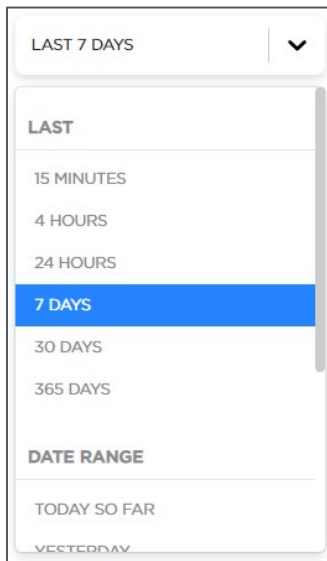 LAST 7 DAYS
LAST
15 MINUTES
4 HOURS
24 HOURS
7 DAYS
30 DAYS
365 DAYS
DATE RANGE
TODAY SO FAR
YESTERDAY